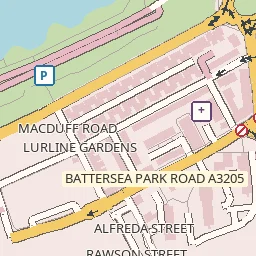 P
MACDUFF ROAD
LURLINE GARDENS
BATTERSEA PARK ROAD A3205
ALFREDA STREET
RAWSON STREET